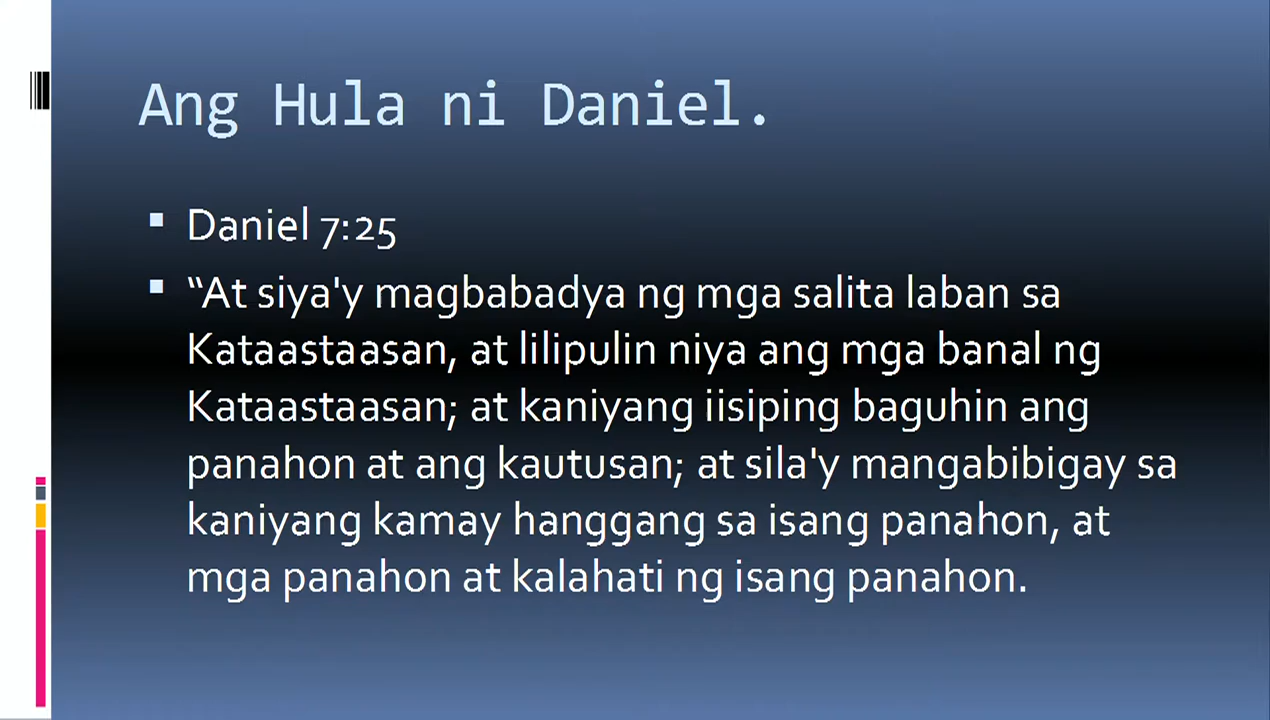 Ang Hula ni Daniel.
Daniel 7:25
“At siya'y magbabadya ng mga salita laban sa
Kataastaasan, at lilipulin niya ang mga banal ng
Kataastaasan; at kaniyang iisiping baguhin ang
panahon at ang kautusan; at sila'y mangabibigay sa
kaniyang kamay hanggang sa isang panahon, at
mga panahon at kalahati ng isang panahon.